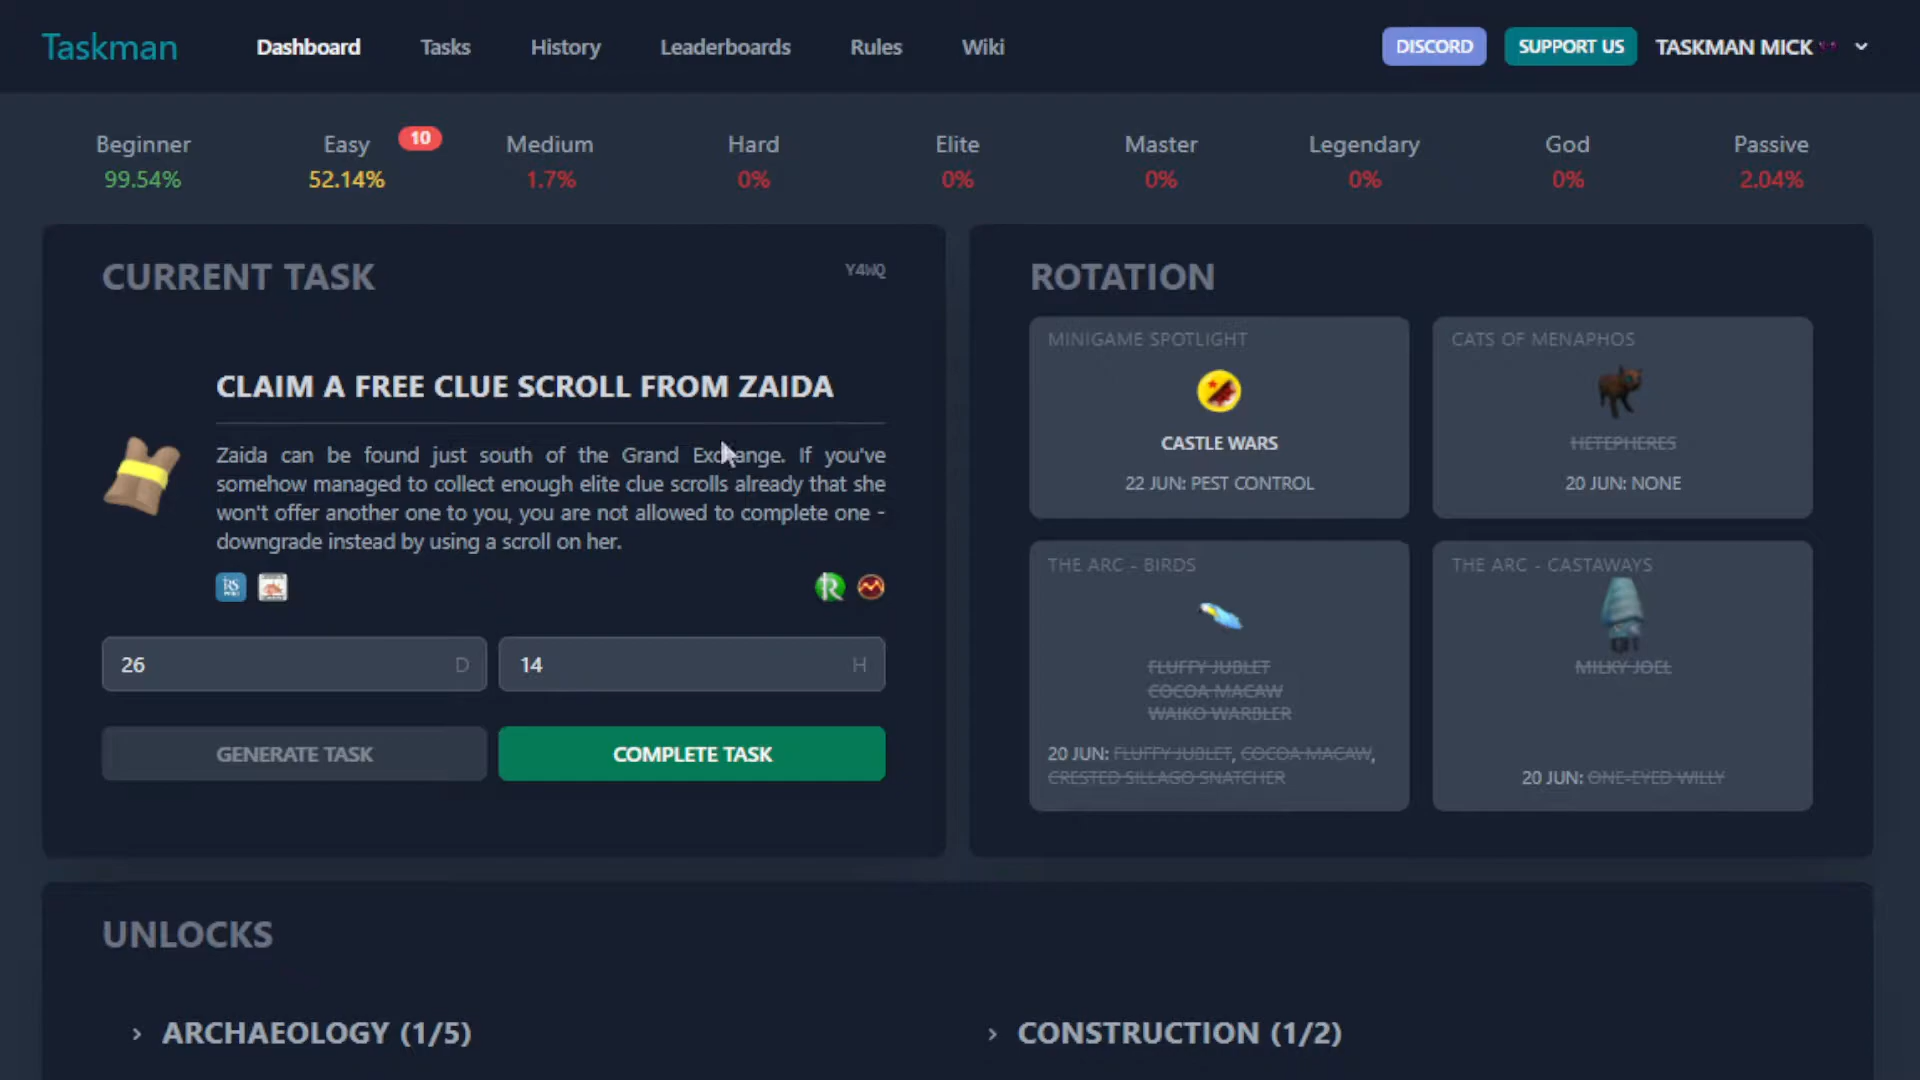 Taskman
Dashboard
Tasks
History
Leaderboards
Rules
Wiki
DISCORD
SUPPORT US
TASKMAN MICK
Beginner
99.54%
Easy
10
52.14%
Medium
1.7%
Hard
0%
Elite
0%
Master
0%
Legendary
0%
God
0%
Passive
2.04%
CURRENT TASK
Y4WQ
CLAIM A FREE CLUE SCROLL FROM ZAIDA
Zaida can be found just south of the Grand Exchange. If you've
somehow managed to collect enough elite clue scrolls already that she
won't offer another one to you, you are not allowed to complete one -
downgrade instead by using a scroll on her.
RS
26 D
14 H
GENERATE TASK
COMPLETE TASK
ROTATION
MINIGAME SPOTLIGHT
CASTLE WARS
22 JUN: PEST CONTROL
CATS OF MENAPHOS
HETEPHERES
20 JUN: NONE
THE ARC - BIRDS
FLUFFY JUBLET
COCOA MACAW
WAIKO WARBLER
20 JUN: FLUFFY JUBLET, COCOA MACAW,
CRESTED SILLAGO SNATCHER
THE ARC - CASTAWAYS
MILKY JOEL
20 JUN: ONE-EYED WILLY
UNLOCKS
ARCHAEOLOGY (1/5)
CONSTRUCTION (1/2)